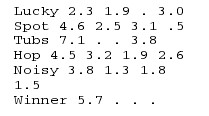 Lucky 2.3 1.9 . 3.0
Spot 4.6 2.5 3.1 .5
Tubs 7.1 . . 3.8
Hop 4.5 3.2 1.9 2.6
Noisy 3.8 1.3 1.8
1.5
Winner 5.7 . . .